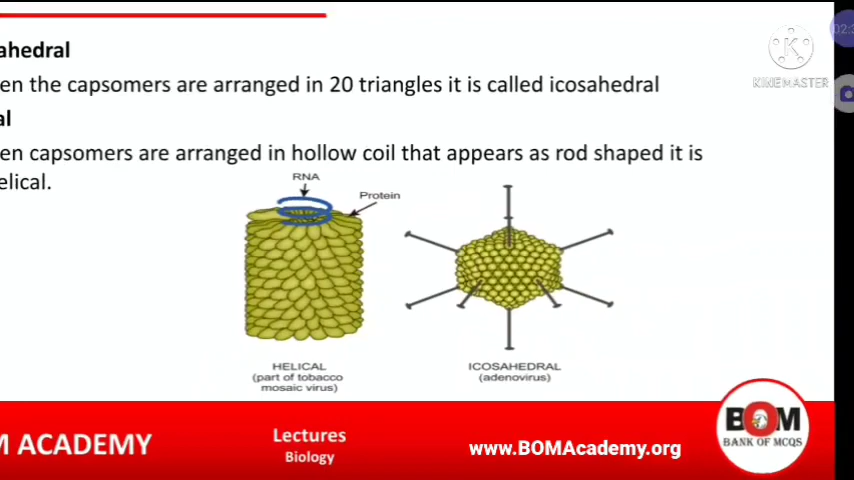 ahedral
en the capsomers are arranged in 20 triangles it is called icosahedral
al
en capsomers are arranged in hollow coil that appears as rod shaped it is
elical.
RNA
Protein
HELICAL
(part of tobacco
mosaic virus)
ICOSAHEDRAL
(adenovirus)
M ACADEMY
Lectures
Biology
www.BOMAcademy.org
BOM
BANK OF MCQS
K
KINEMASTER